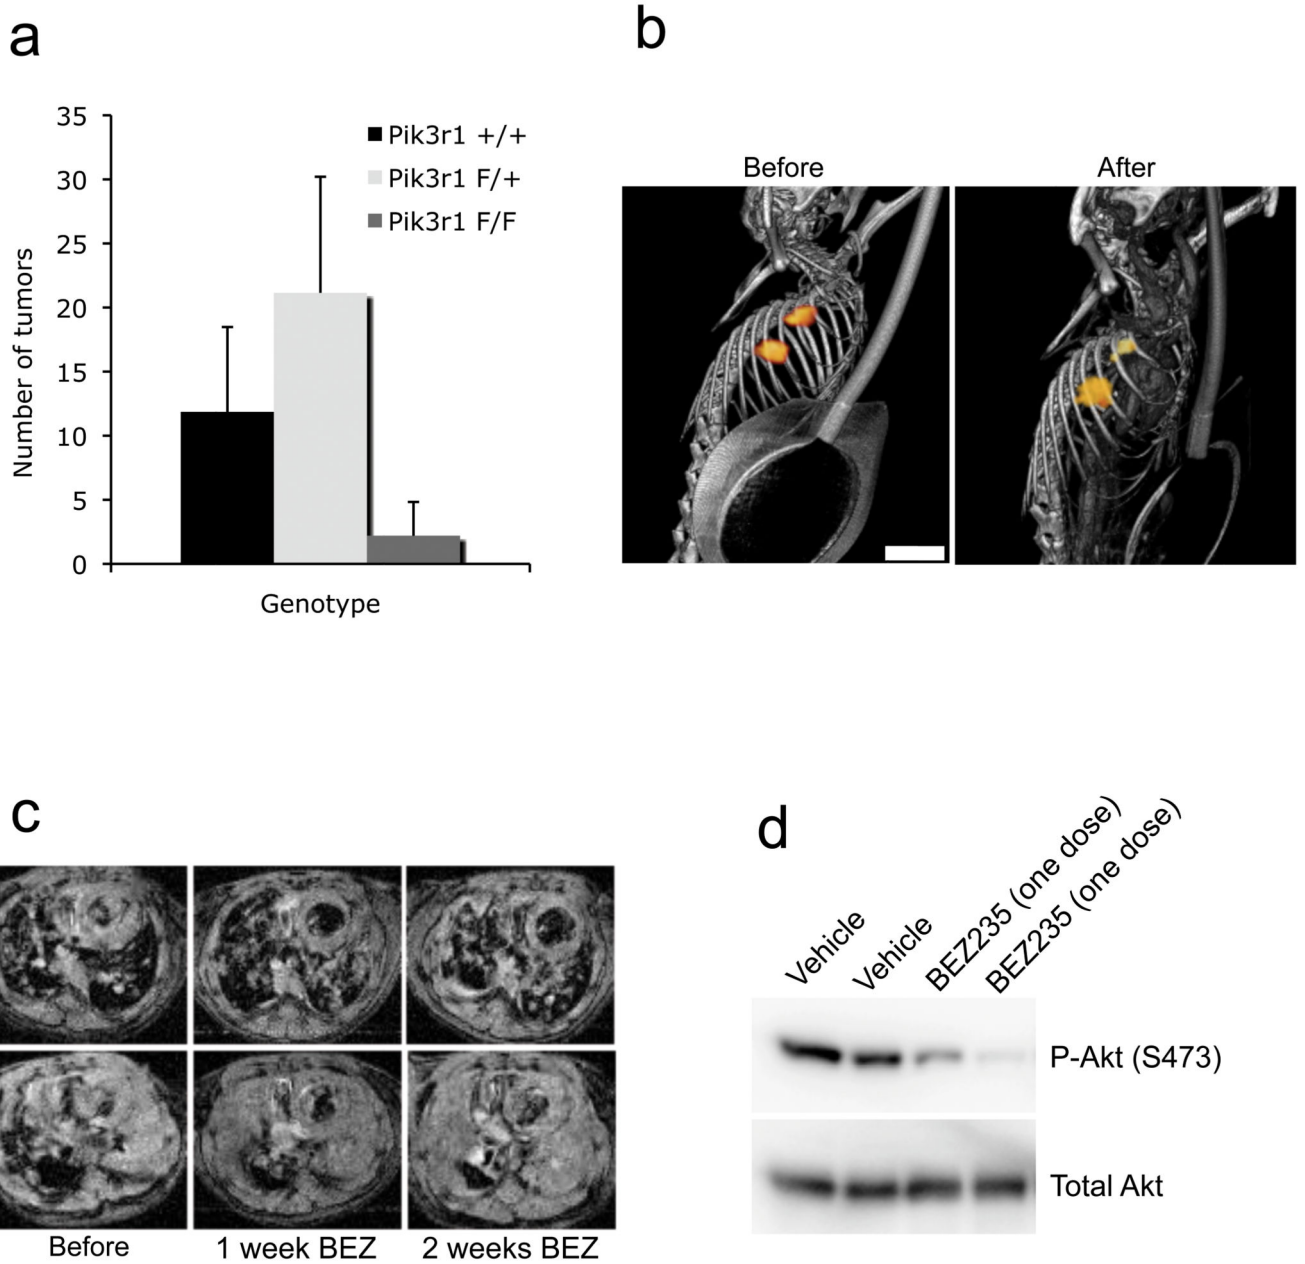 a
35
30
25
20
15
10
5
0
Number of tumors
Pik3r1 +/+
Pik3r1 F/+
Pik3r1 F/F
Genotype
b
Before
After
c
Before
1 week BEZ
2 weeks BEZ
d
Vehicle
Vehicle
BEZ235 (one dose)
BEZ235 (one dose)
P-Akt (S473)
Total Akt